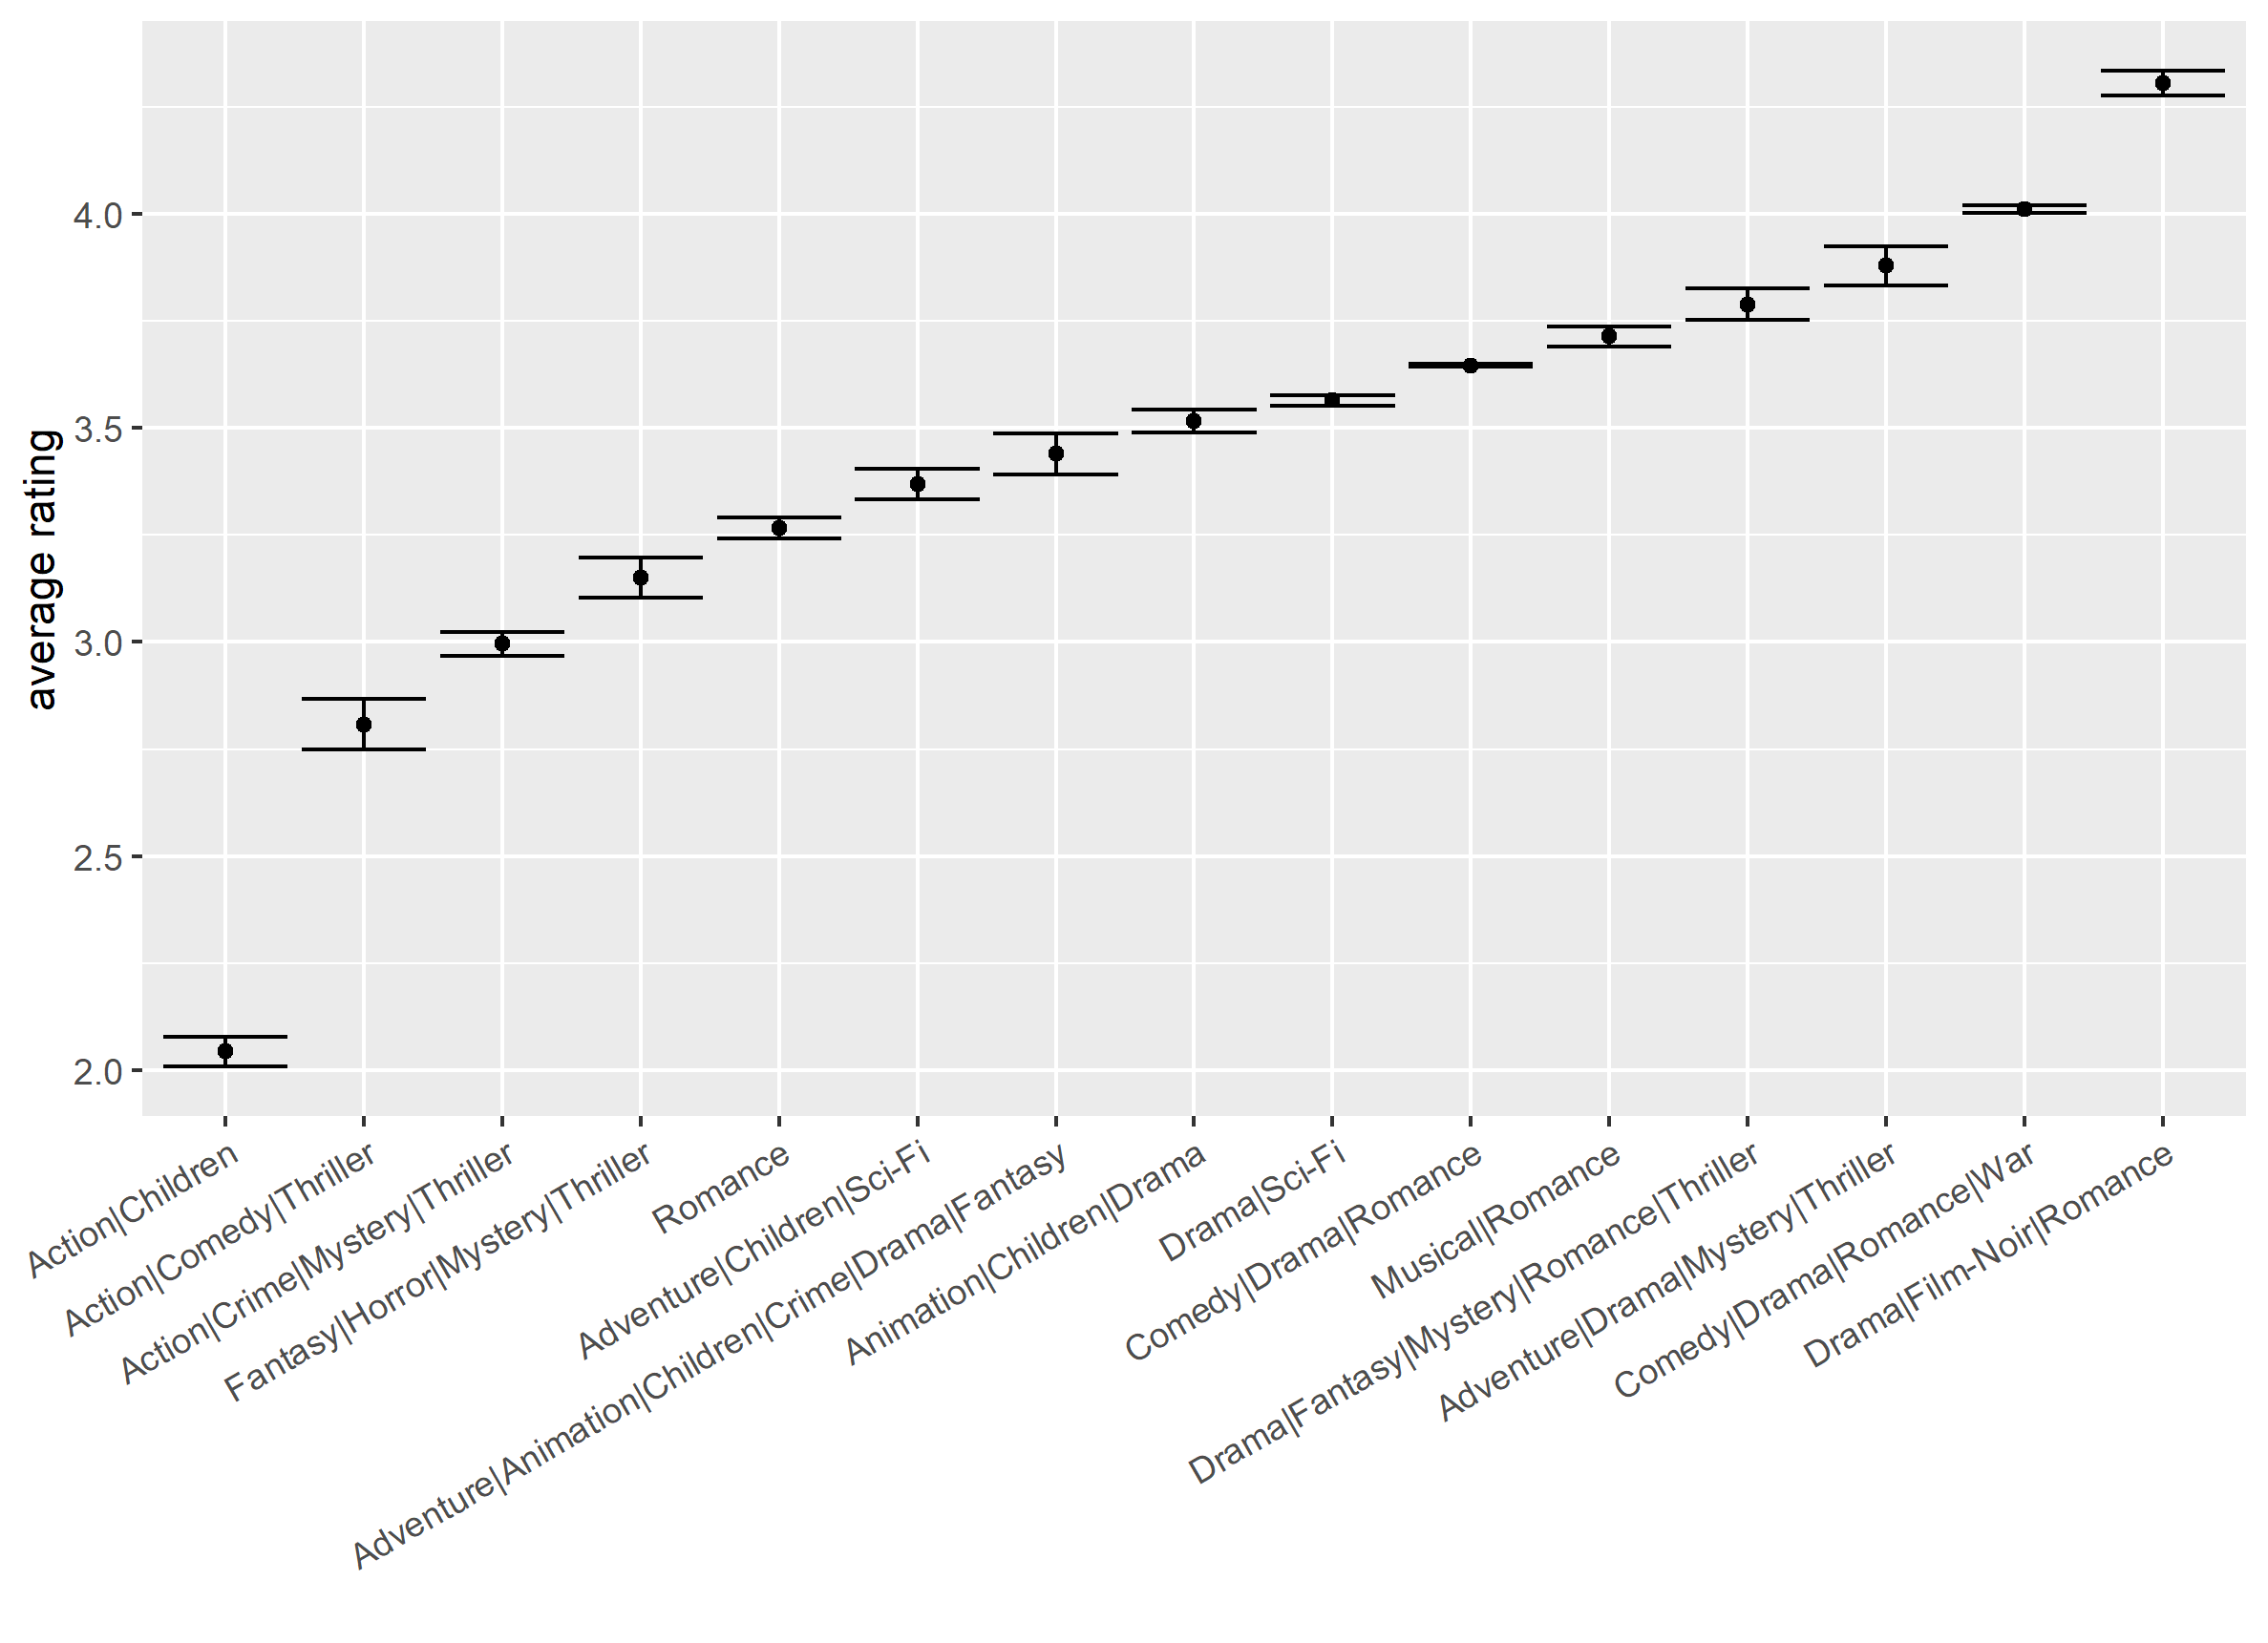 average rating
4.0
3.5
3.0
2.5
2.0
Action|Children
Action|Comedy|Thriller
Action|Crime|Mystery|Thriller
Fantasy|Horror|Mystery|Thriller
Romance
Adventure|Children|Sci-Fi
Adventure|Animation|Children|Crime|Drama|Fantasy
Animation|Children|Drama
Drama|Sci-Fi
Comedy|Drama|Romance
Musical|Romance
Drama|Fantasy|Mystery|Romance|Thriller
Adventure|Drama|Mystery|Thriller
Comedy|Drama|Romance|War
Drama|Film-Noir|Romance